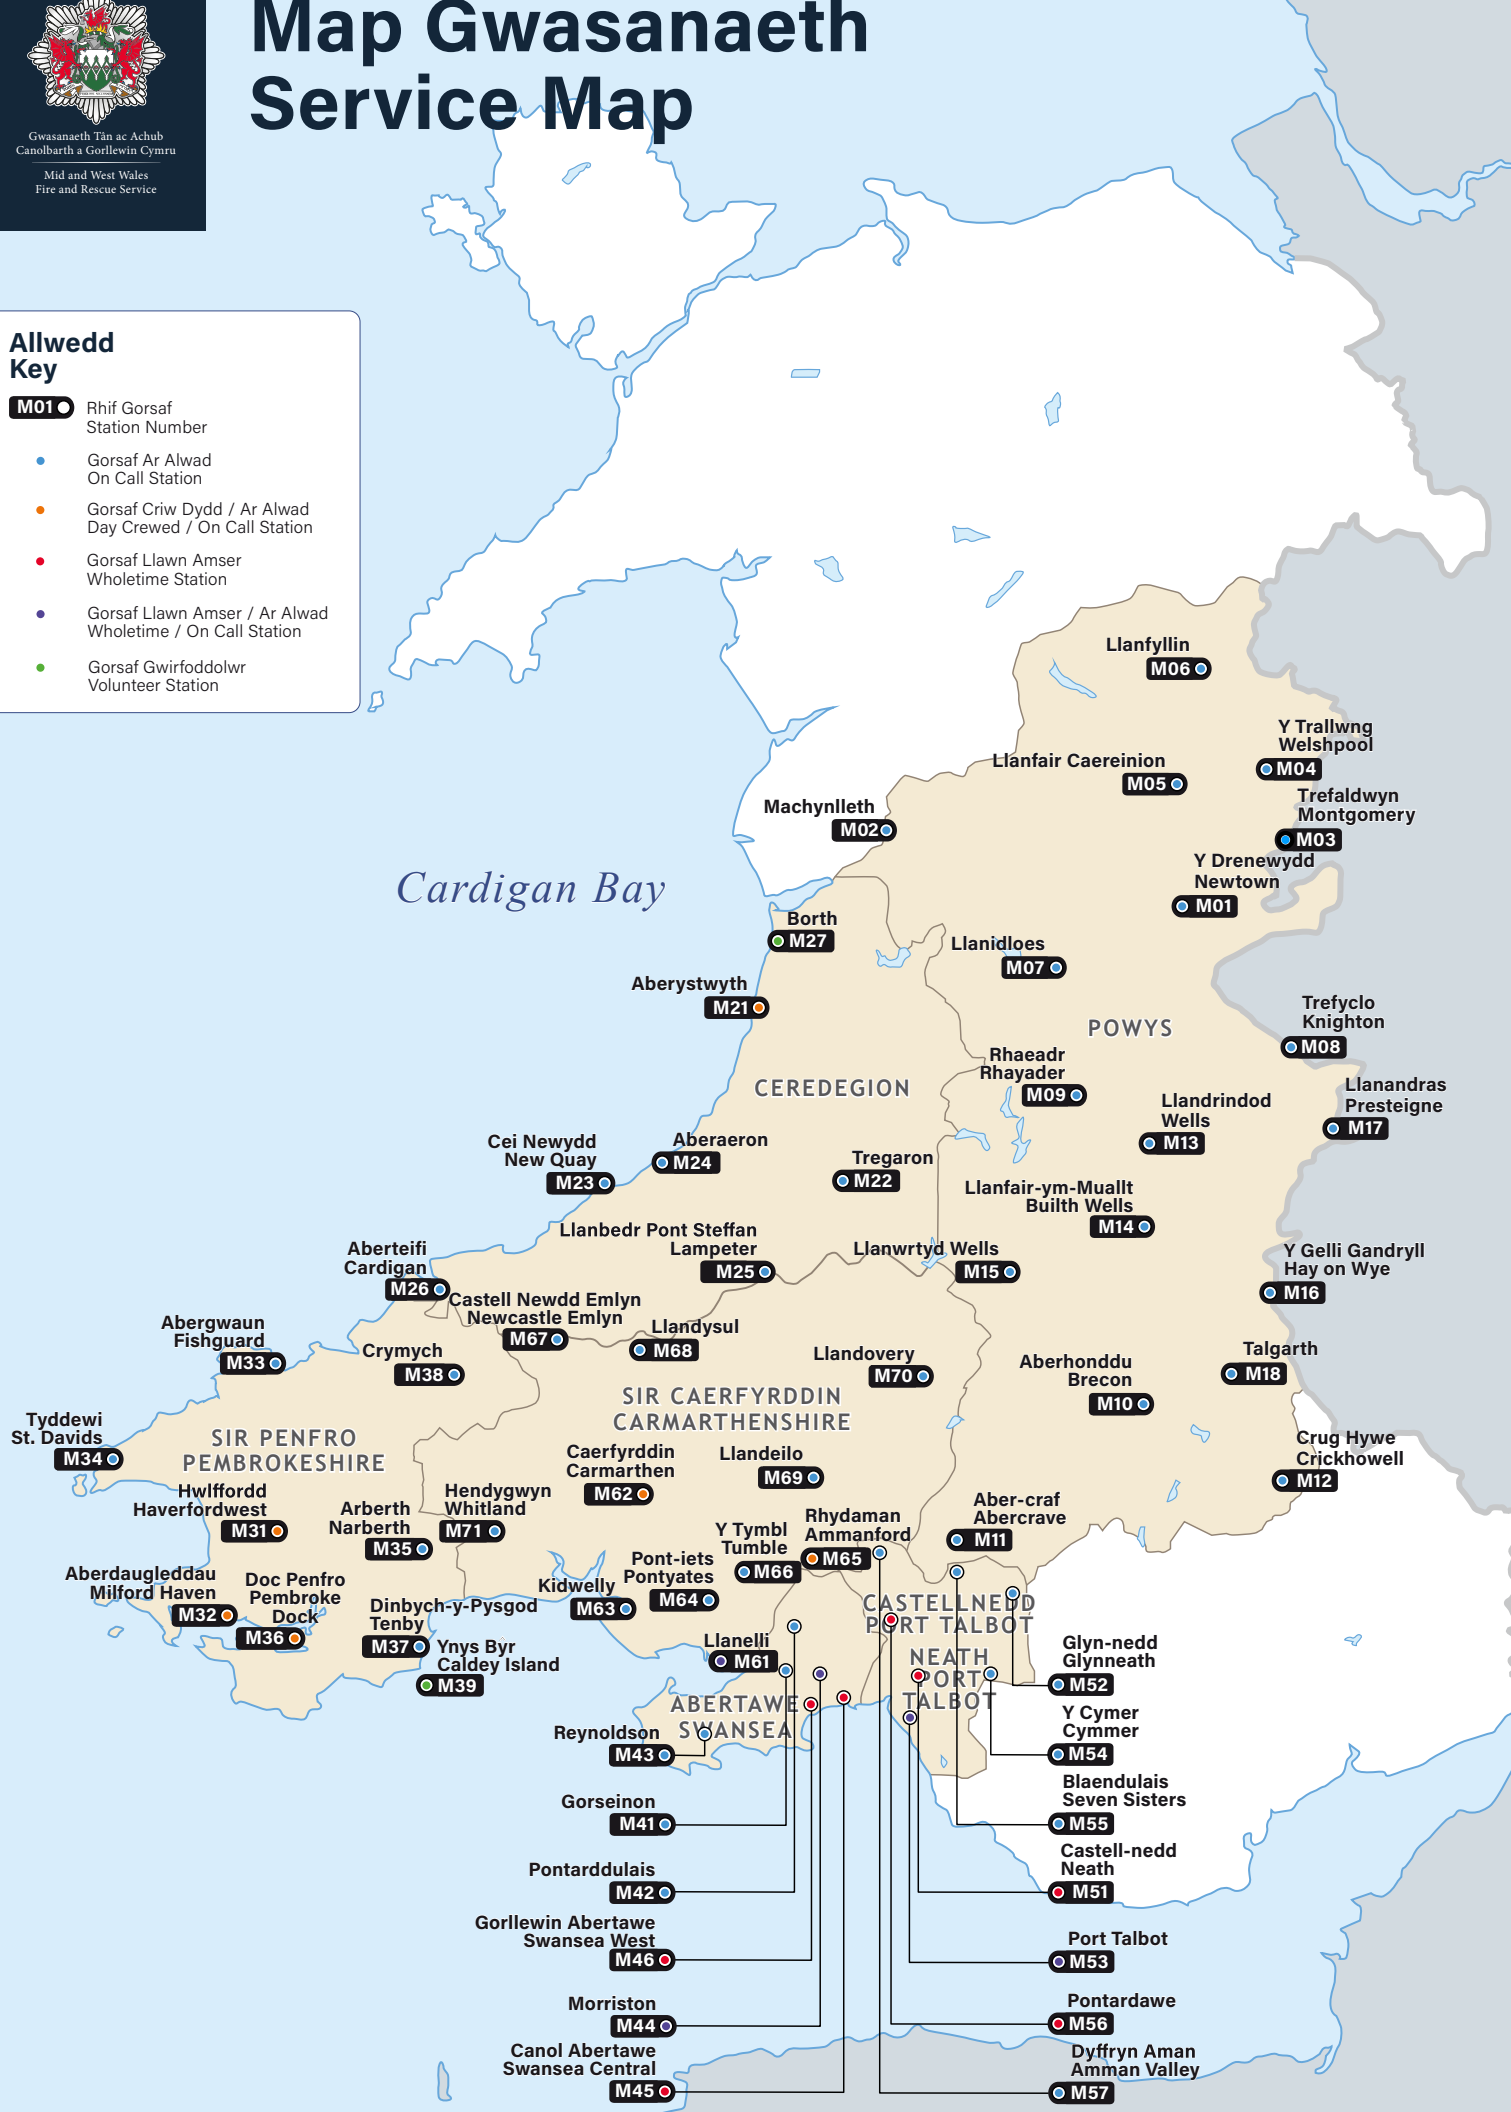 Map Gwasanaeth
Service Map
Gwasanaeth Tân ac Achub
Canolbarth a Gorllewin Cymru
Mid and West Wales
Fire and Rescue Service
Allwedd
Key
M01
Rhif Gorsaf
Station Number
Gorsaf Ar Alwad
On Call Station
Gorsaf Criw Dydd / Ar Alwad
Day Crewed / On Call Station
Gorsaf Llawn Amser
Wholetime Station
Gorsaf Llawn Amser / Ar Alwad
Wholetime / On Call Station
Gorsaf Gwirfoddolwr
Volunteer Station
Llanfyllin
M06
Y Trallwng
Welshpool
M04
Llanfair Caereinion
M05
Trefaldwyn
Montgomery
M03
Machynlleth
M02
Y Drenewydd
Newtown
M01
Cardigan Bay
Borth
M27
Llanidloes
M07
Aberystwyth
M21
Trefyclo
Knighton
M08
POWYS
Rhaeadr
Rhayader
M09
CEREDEGION
Llanandras
Presteigne
M17
Llandrindod
Wells
M13
Cei Newydd
New Quay
M23
Aberaeron
M24
Tregaron
M22
Llanfair-ym-Muallt
Builth Wells
M14
Llanbedr Pont Steffan
Lampeter
M25
Llanwrtyd Wells
M15
Aberteifi
Cardigan
M26
Y Gelli Gandryll
Hay on Wye
M16
Castell Newdd Emlyn
Newcastle Emlyn
M67
Abergwaun
Fishguard
M33
Llandysul
M68
Crymych
M38
Llandovery
M70
Aberhonddu
Brecon
M10
Talgarth
M18
SIR CAERFYRDDIN
CARMARTHENSHIRE
Tyddewi
St. Davids
M34
SIR PENFRO
PEMBROKESHIRE
Caerfyrddin
Carmarthen
M62
Llandeilo
M69
Crug Hywe
Crickhowell
M12
Hwlffordd
Haverfordwest
M31
Arberth
Narberth
M35
Hendygwyn
Whitland
M71
Aber-craf
Abercrave
M11
Rhydaman
Ammanford
M65
Y Tymbl
Tumble
M66
Pont-iets
Pontyates
M64
Aberdaugleddau
Milford Haven
M32
Doc Penfro
Pembroke
Dock
M36
Kidwelly
M63
Dinbych-y-Pysgod
Tenby
M37
Ynys Byr
Caldey Island
M39
Llanelli
M61
CASTELLNEDD
PORT TALBOT
NEATH
PORT
TALBOT
ABERTAWE
SWANSEA
Glyn-nedd
Glynneath
M52
Reynoldson
M43
Y Cymer
Cymmer
M54
Gorseinon
M41
Blaendulais
Seven Sisters
M55
Pontarddulais
M42
Castell-nedd
Neath
M51
Gorllewin Abertawe
Swansea West
M46
Port Talbot
M53
Morriston
M44
Pontardawe
M56
Canol Abertawe
Swansea Central
M45
Dyffryn Aman
Amman Valley
M57